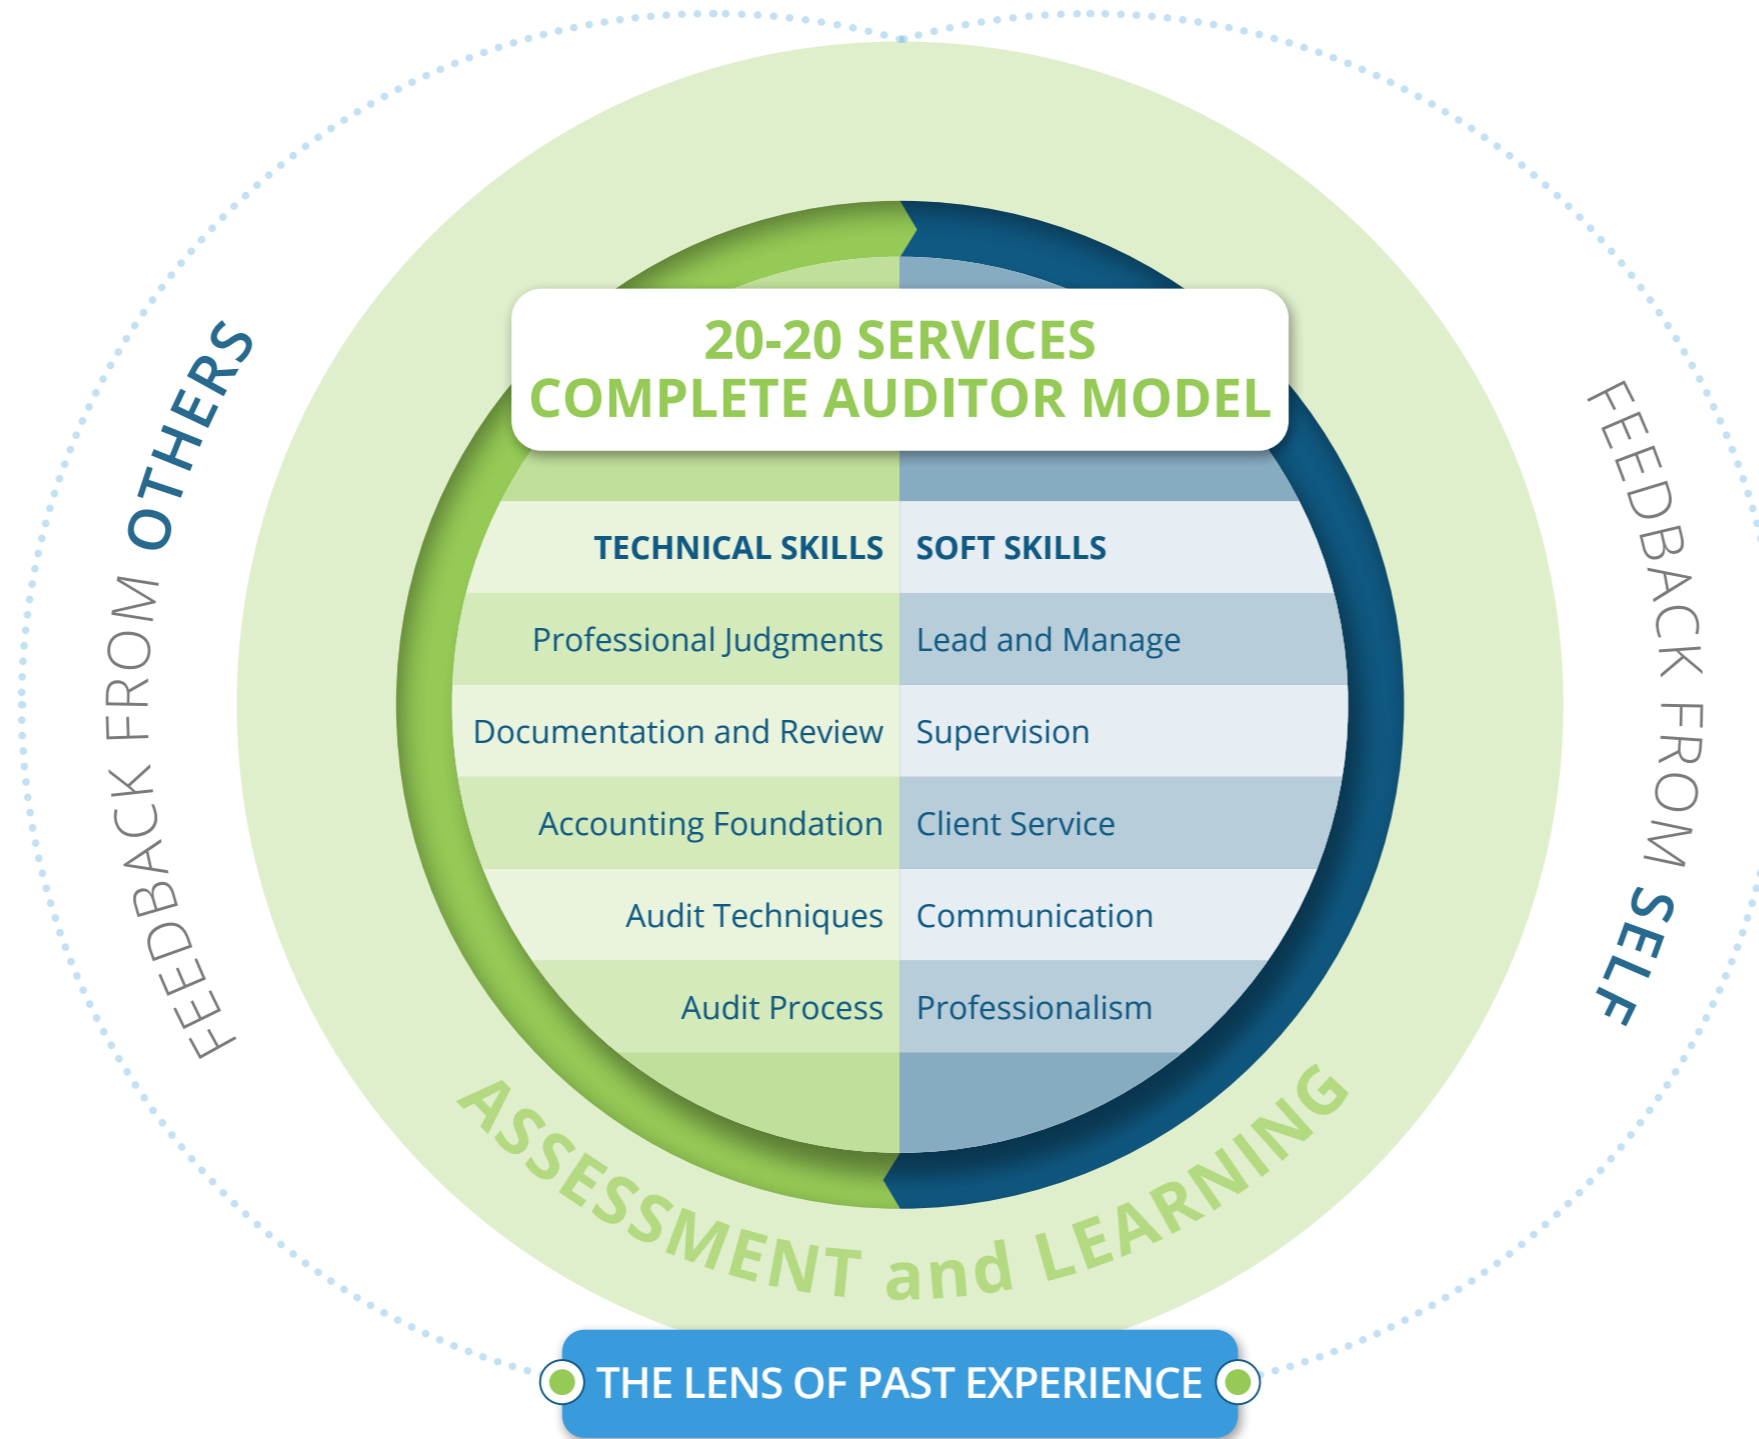 20-20 SERVICES
COMPLETE AUDITOR MODEL
FEEDBACK FROM OTHERS
FEEDBACK FROM SELF
TECHNICAL SKILLS SOFT SKILLS
Professional Judgments Lead and Manage
Documentation and Review Supervision
Accounting Foundation Client Service
Audit Techniques Communication
Audit Process Professionalism
ASSESSMENT and LEARNING
THE LENS OF PAST EXPERIENCE